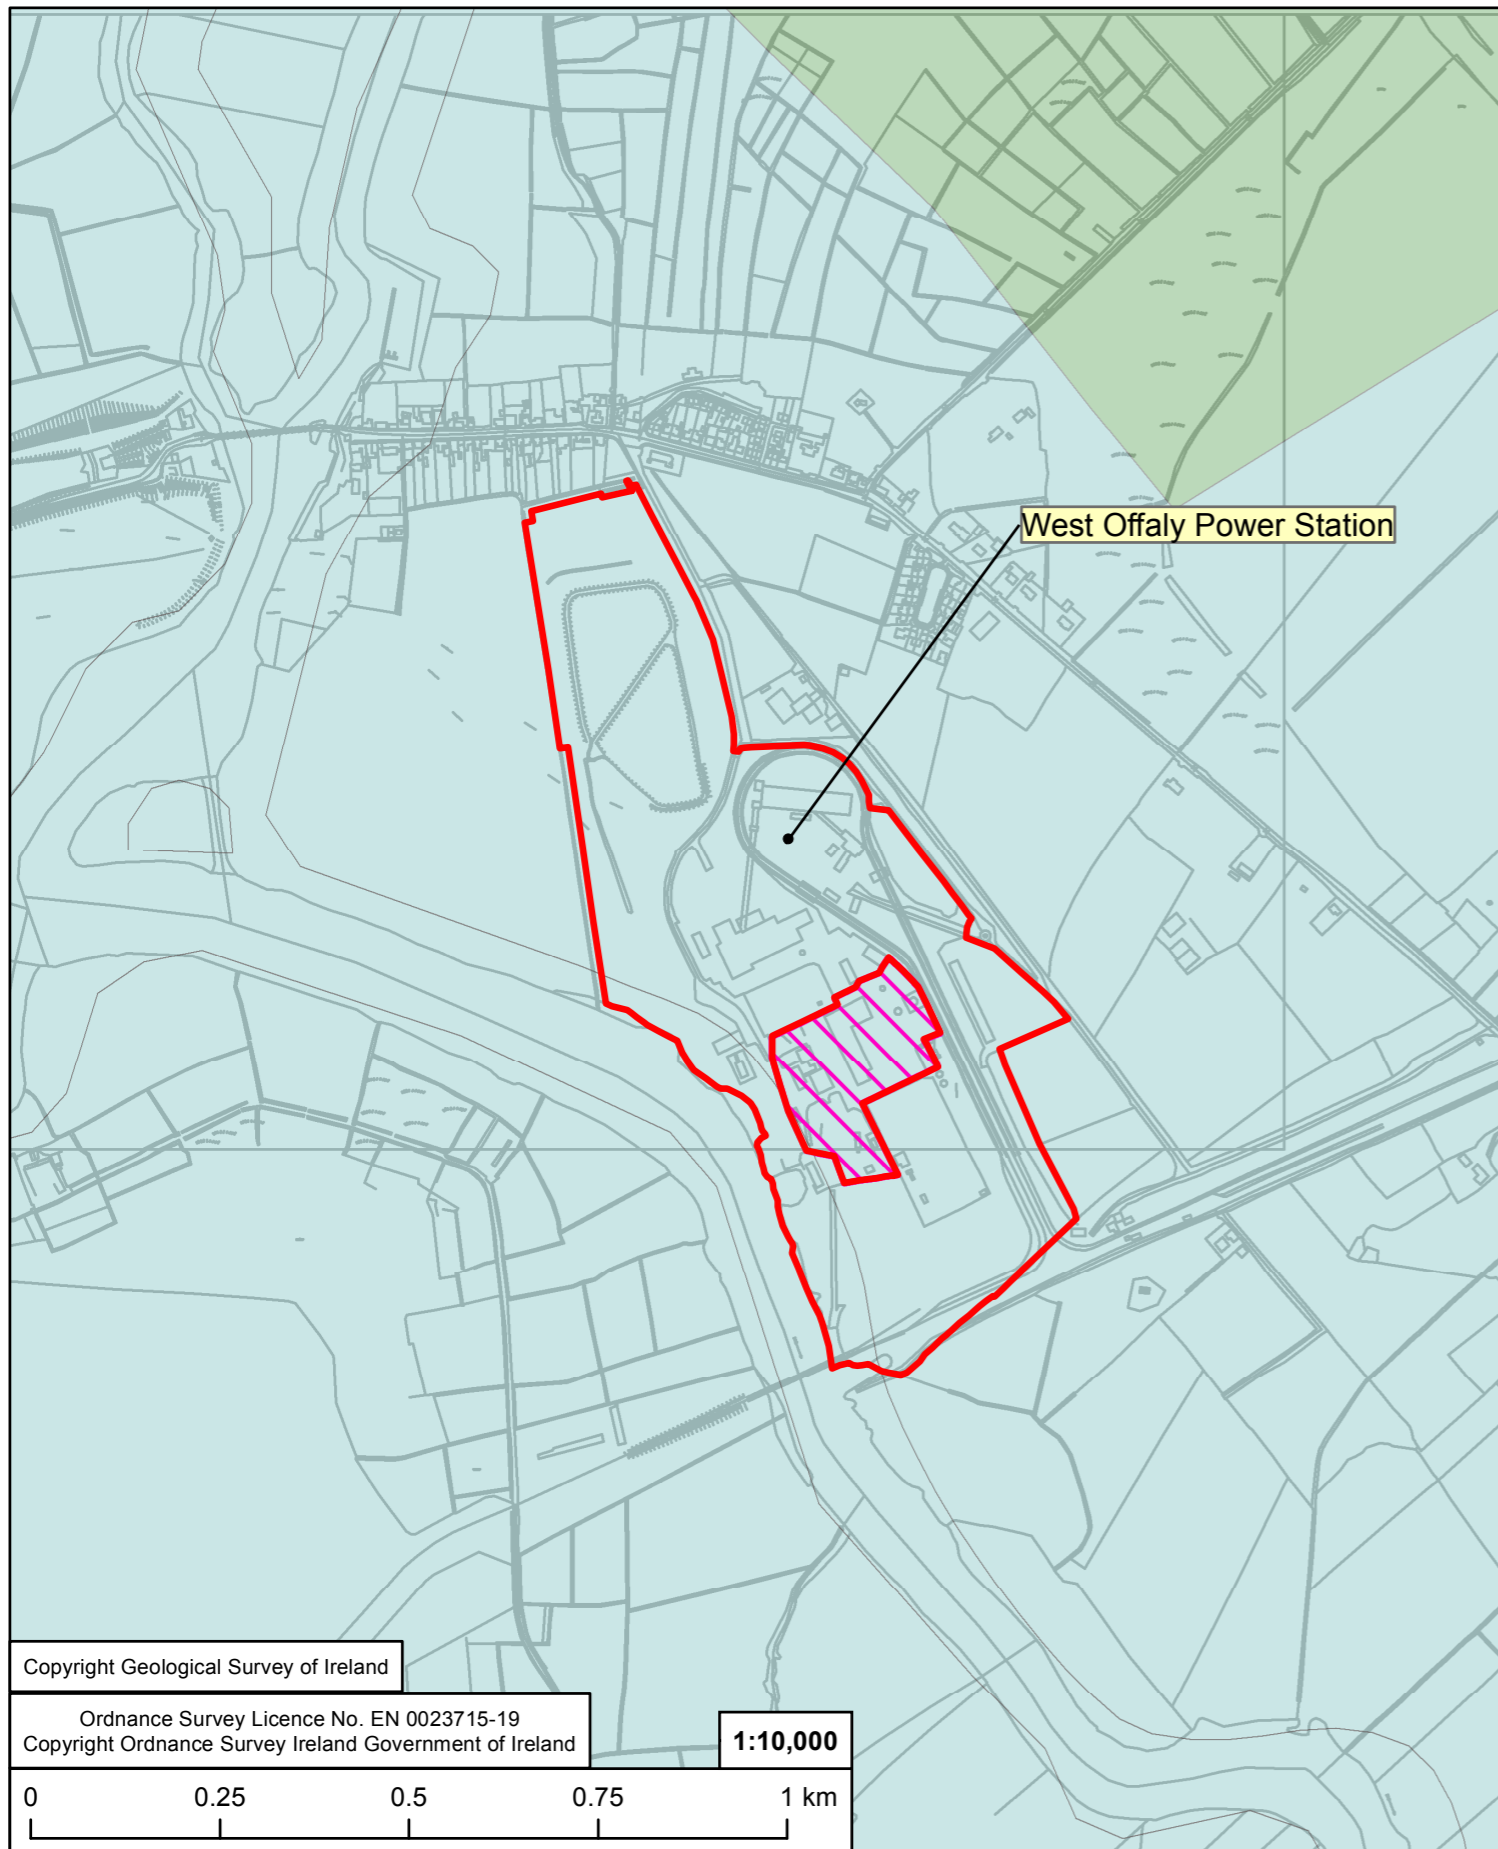 West Offaly Power Station
Copyright Geological Survey of Ireland
Ordnance Survey Licence No. EN 0023715-19
Copyright Ordnance Survey Ireland Government of Ireland
1:10,000
0 0.25 0.5 0.75 1 km